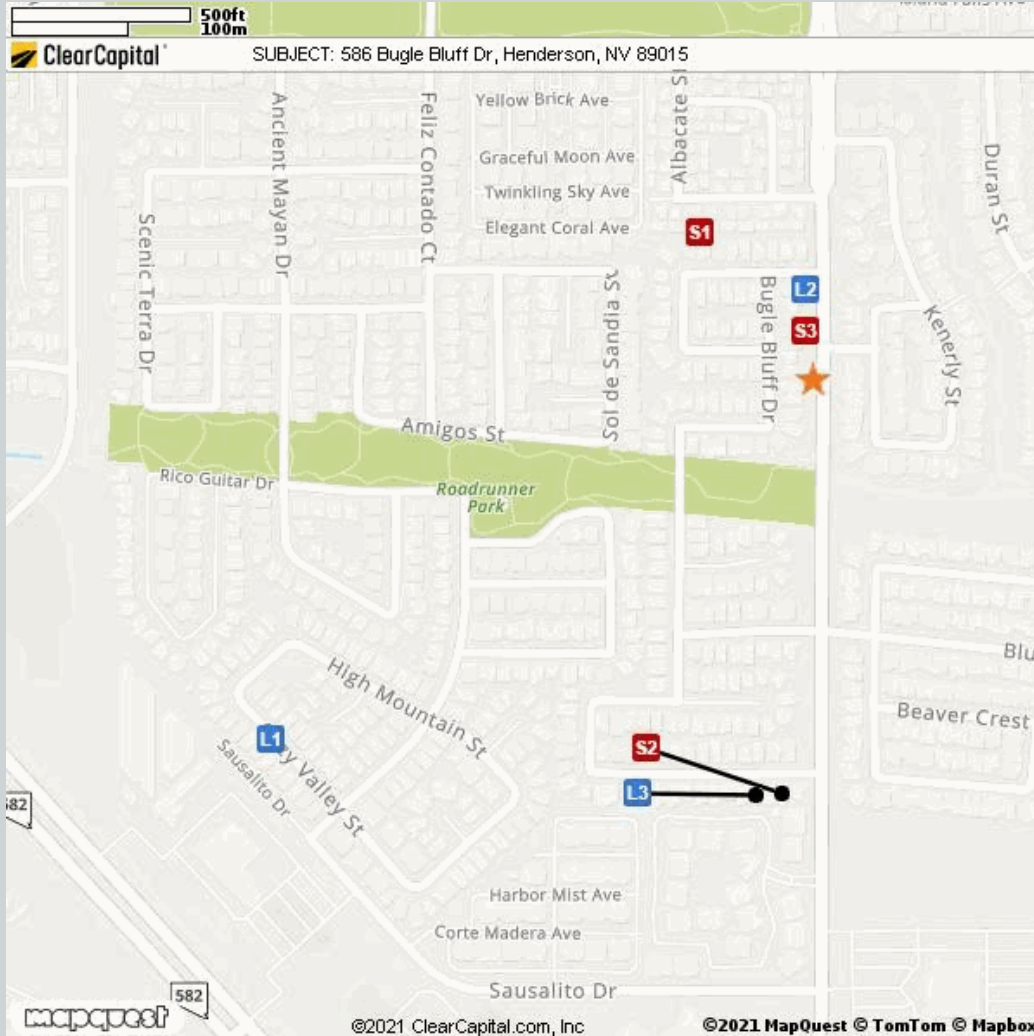 500ft
100m
ClearCapital
SUBJECT: 586 Bugle Bluff Dr, Henderson, NV 89015
Yellow Brick Ave
Graceful Moon Ave
Twinkling Sky Ave
Elegant Coral Ave
Ancient Mayan Dr
Feliz Contado Ct
Albacate S
Duran St
Scenic Terra Dr
Sol de Sandia St
Bugle Bluff Dr
Kenerly St
S1
L2
S3
Amigos St
Rico Guitar Dr
Roadrunner
Park
High Mountain St
Blu
Beaver Crest
L1
Valley St
Sausalito Dr
S2
L3
Harbor Mist Ave
Corte Madera Ave
Sausalito Dr
582
582
mapquest
©2021 ClearCapital.com, Inc
©2021 MapQuest © TomTom © Mapbox